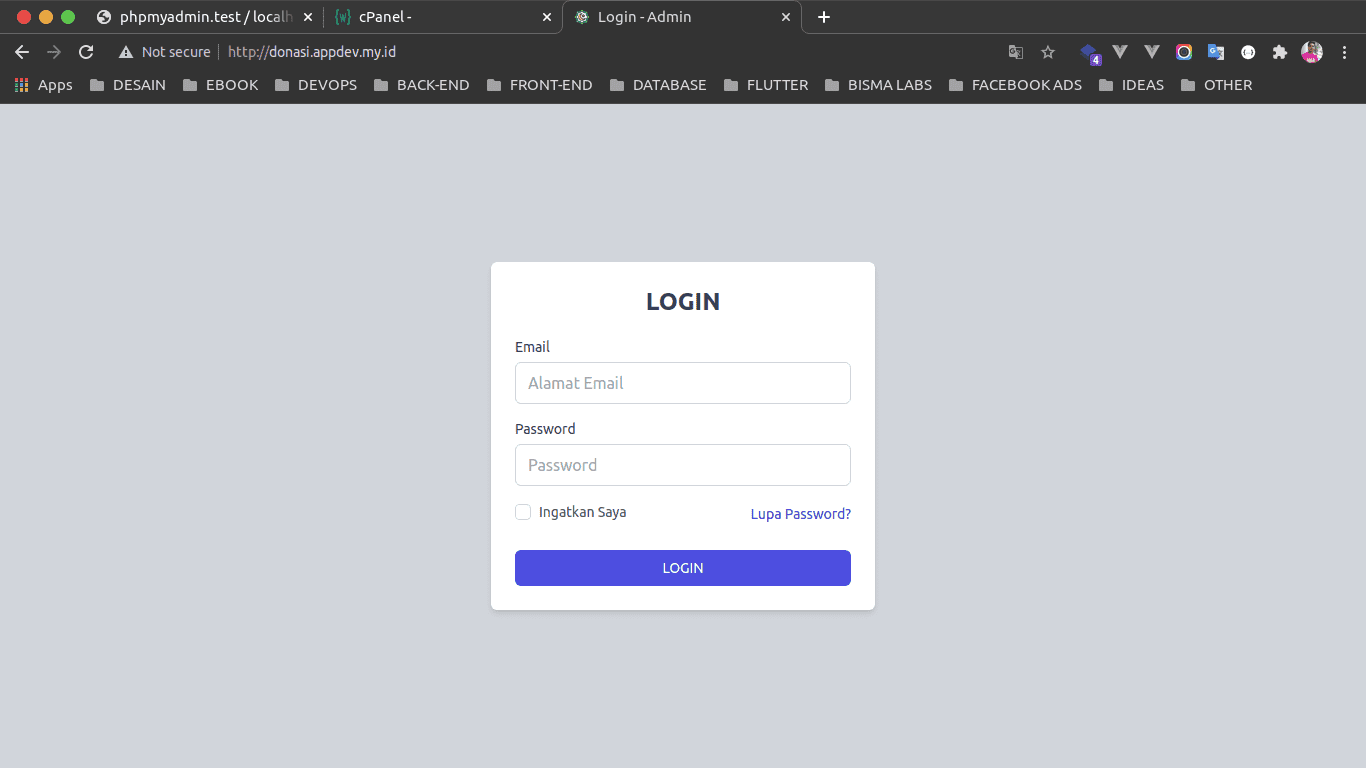 phpmyadmin.test / localh
cPanel -
Login - Admin
Not secure
http://donasi.appdev.my.id
4
Apps
DESAIN
EBOOK
DEVOPS
BACK-END
FRONT-END
DATABASE
FLUTTER
BISMA LABS
FACEBOOK ADS
IDEAS
OTHER
LOGIN
Email
Alamat Email
Password
Password
Ingatkan Saya
Lupa Password?
LOGIN